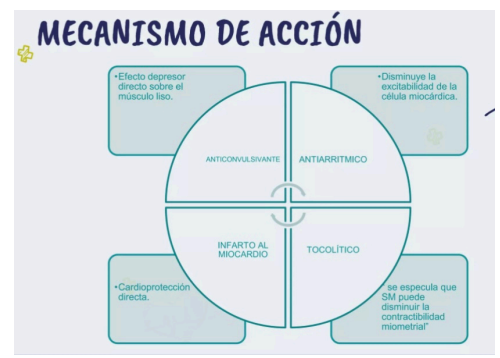 MECANISMO DE ACCIÓN
•Efecto depresor
directo sobre el
músculo liso.
•Disminuye la
excitabilidad de la
célula miocárdica.
ANTICONVULSIVANTE
ANTIARRITMICO
INFARTO AL
MIOCARDIO
TOCOLÍTICO
•Cardioprotección
directa.
se especula que
SM puede
disminuir la
contractibilidad
miometrial"